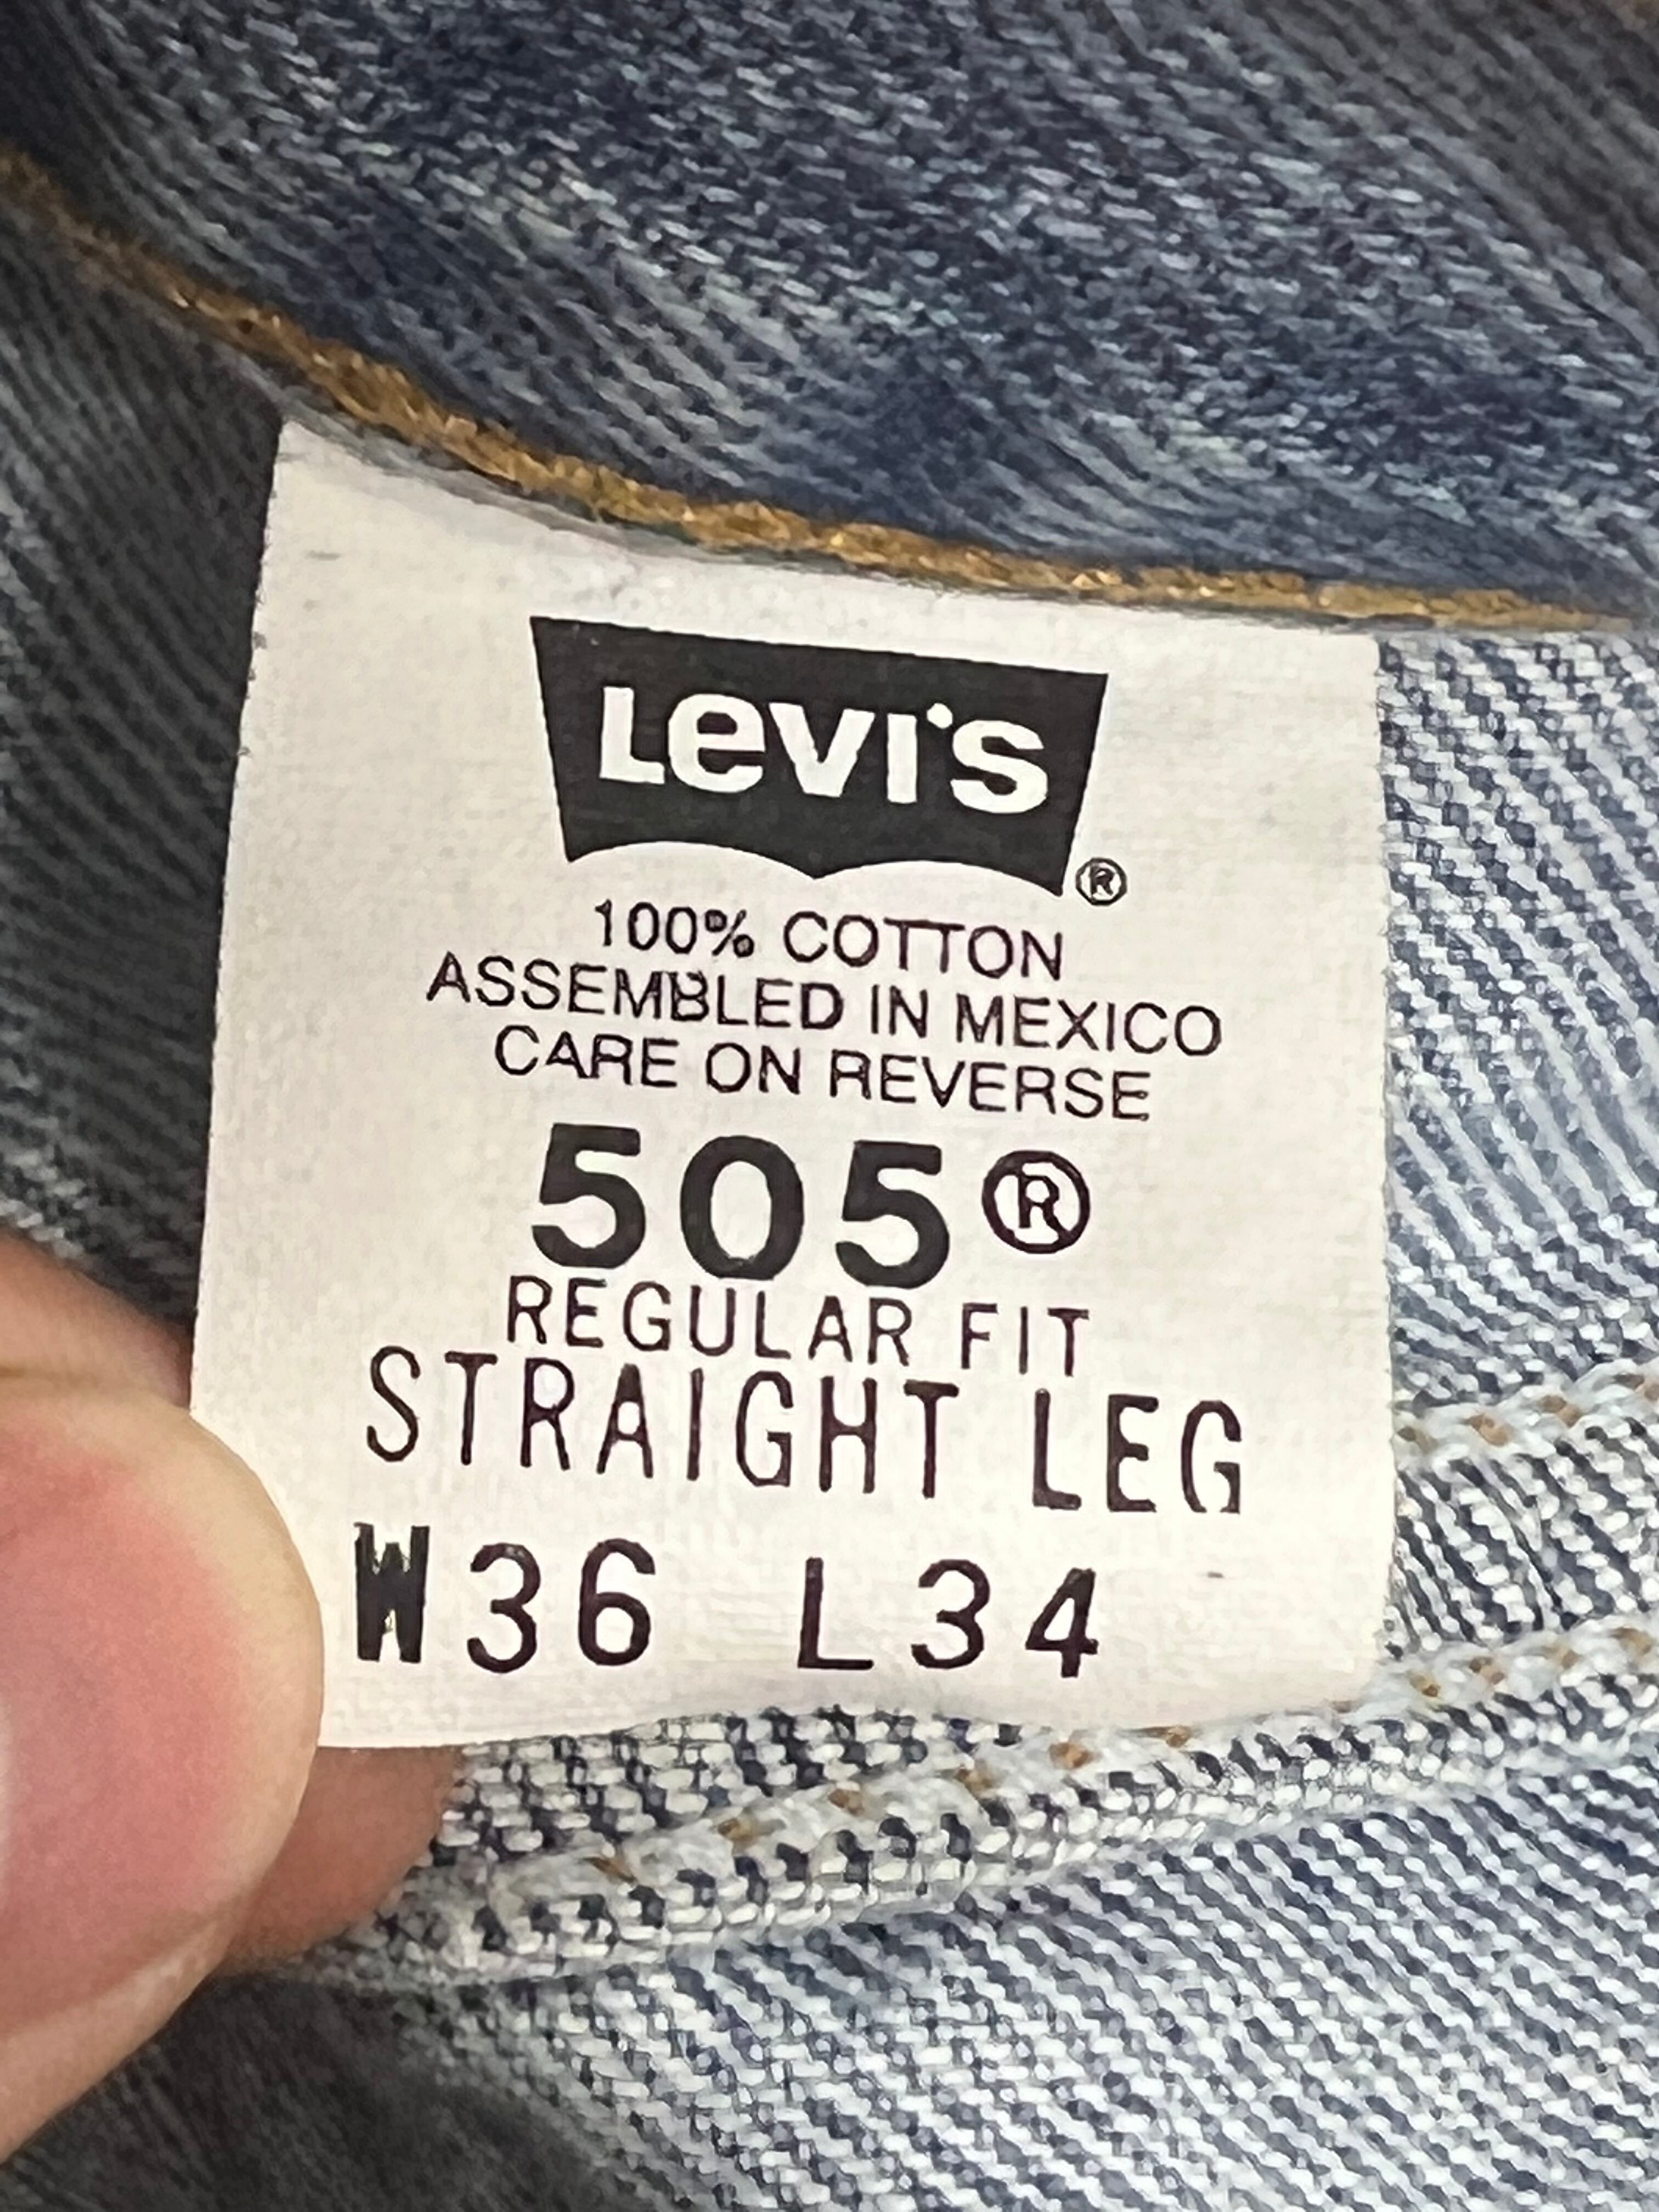 Levi's ®
100% COTTON
ASSEMBLED IN MEXICO
CARE ON REVERSE
505®
REGULAR FIT
STRAIGHT LEG
W36 L34